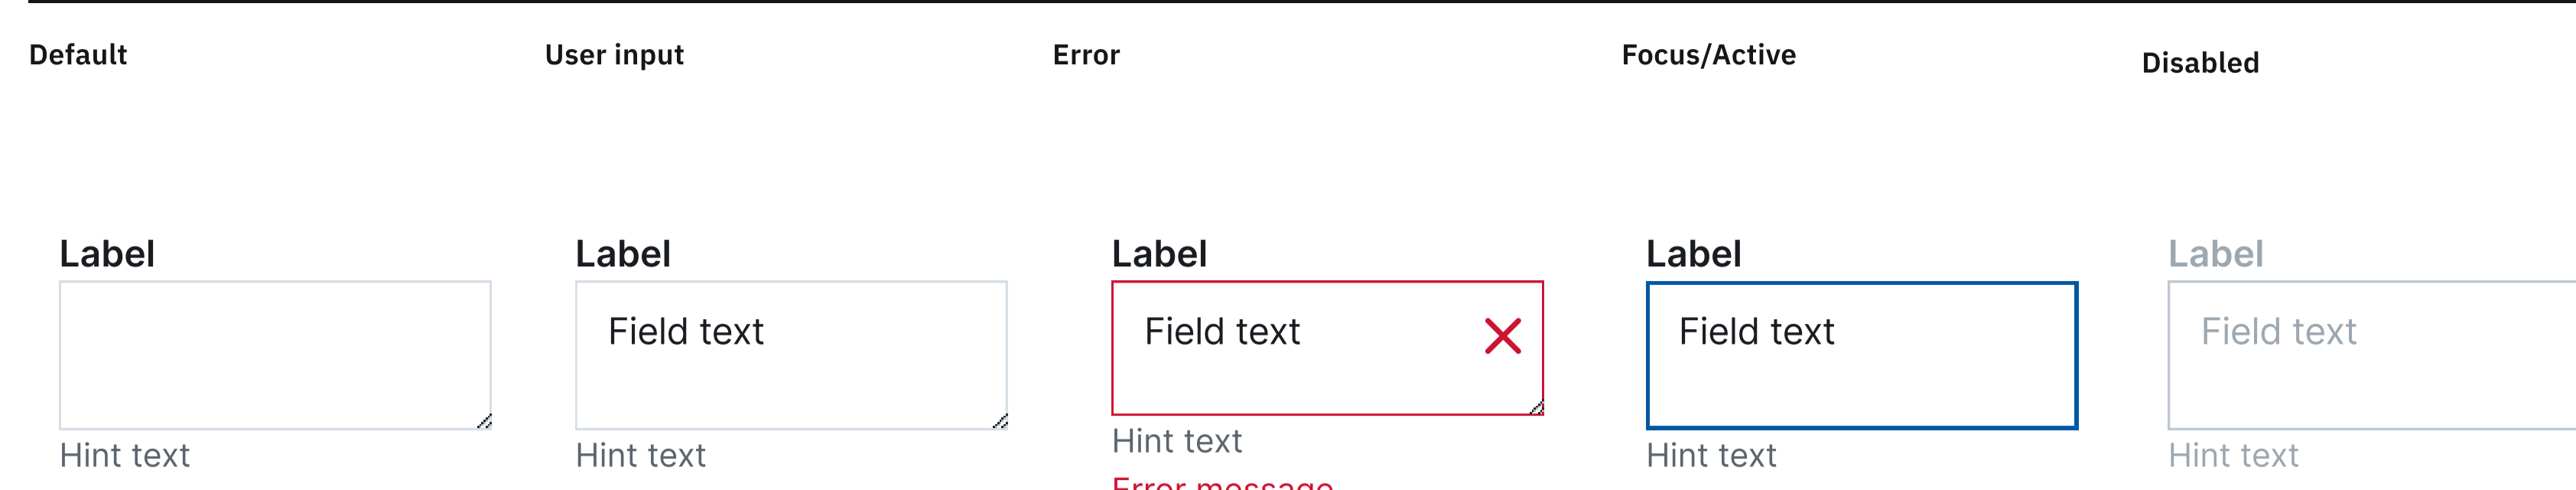 Default
User input
Error
Focus/Active
Disabled
Label
Label
Label
Label
Label
Field text
Field text
Field text
Field text
Hint text
Hint text
Hint text
Hint text
Hint text
Error message